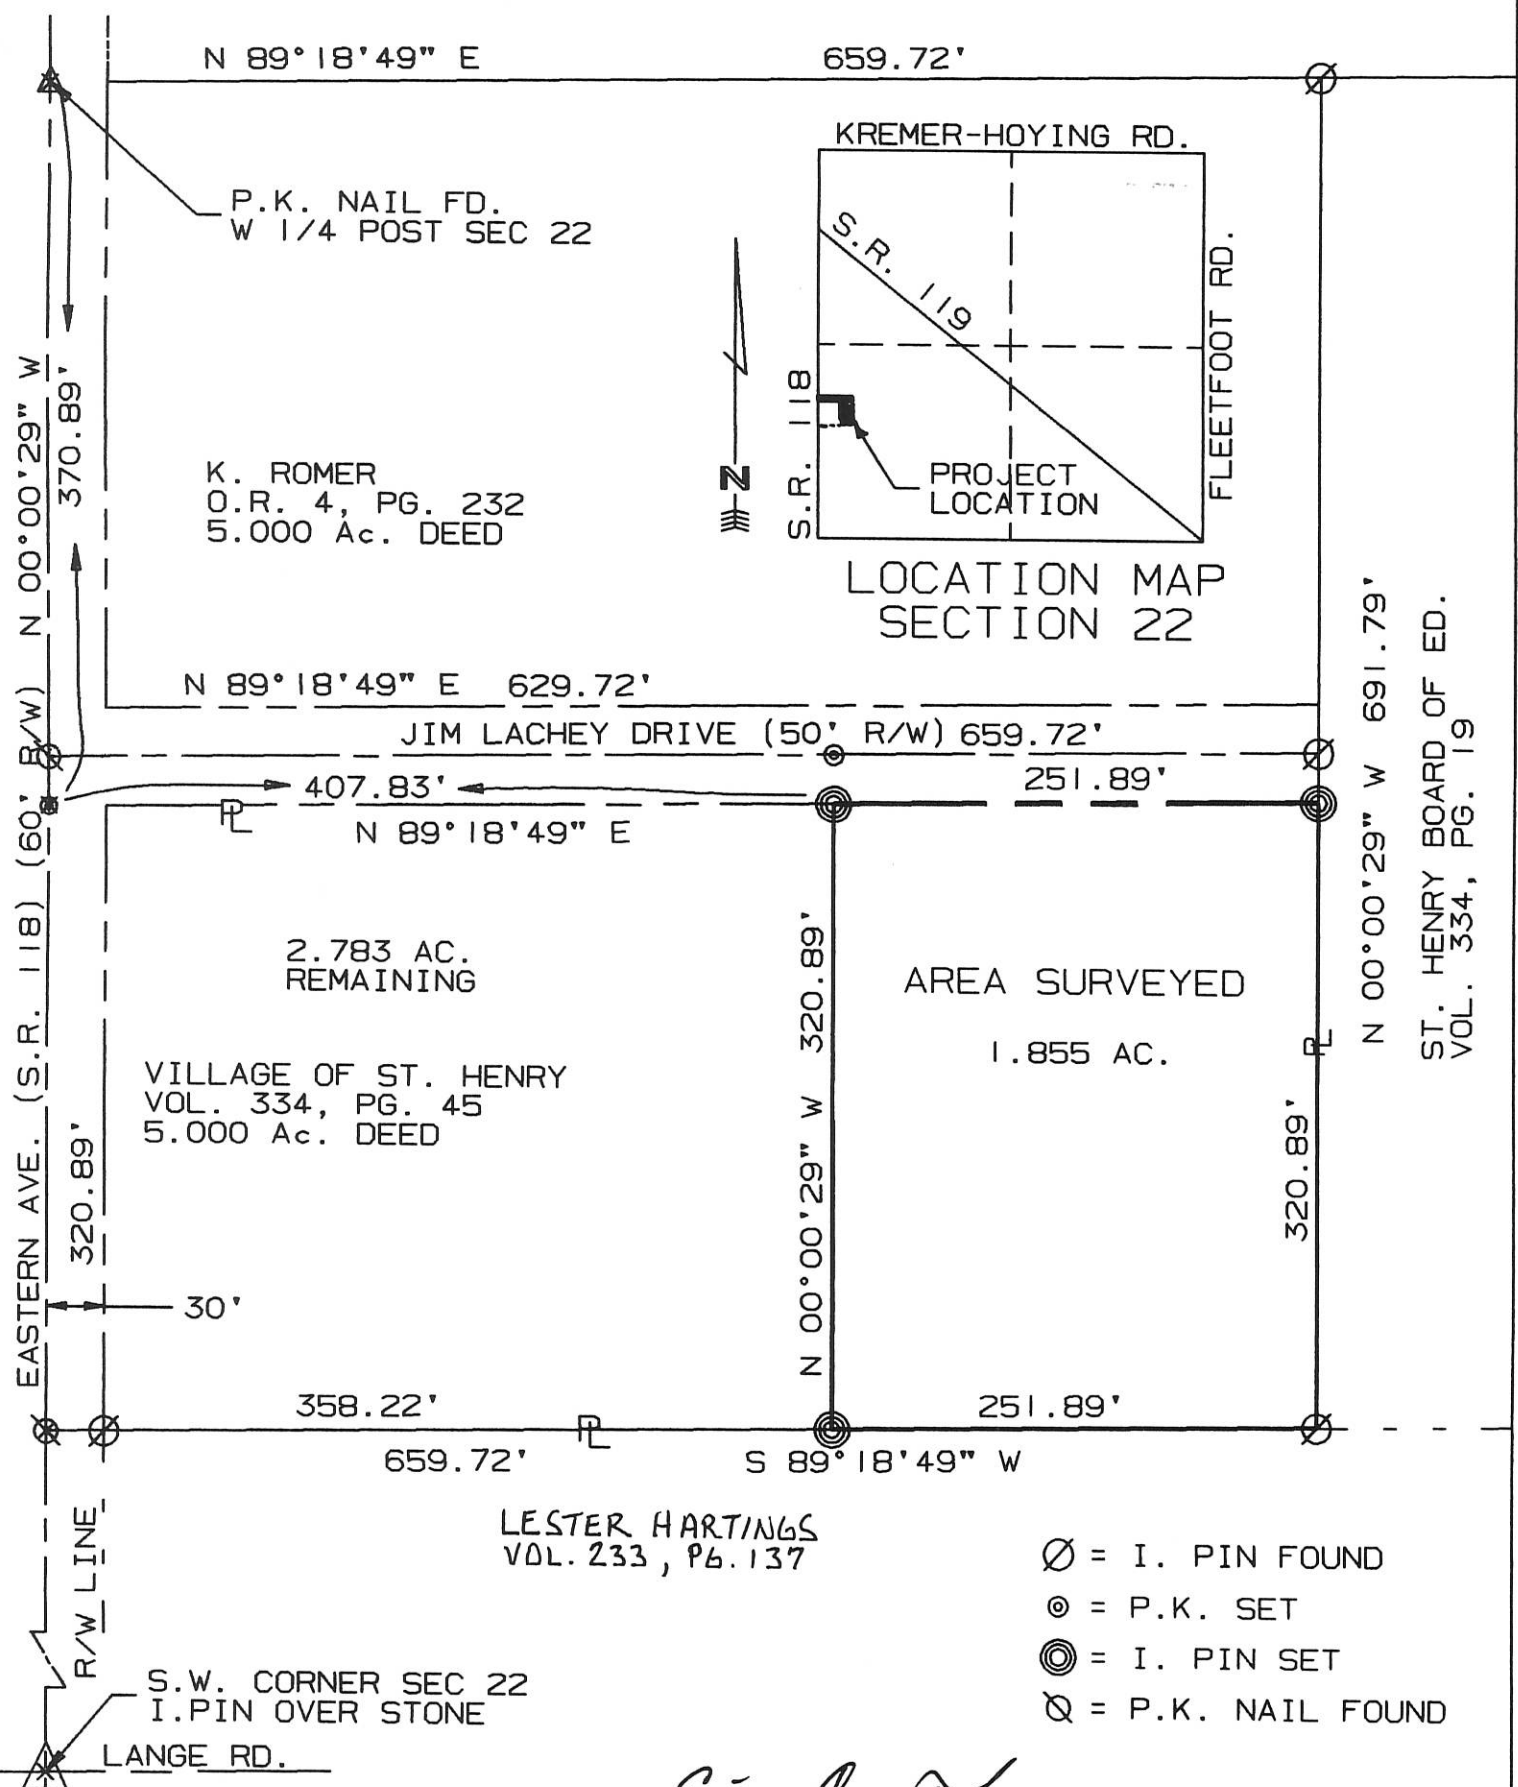 N 89°18'49" E 659.72'
P.K. NAIL FD.
W 1/4 POST SEC 22
KREMER-HOYING RD.
S.R. 119
FLEETFOOT RD.
S.R. 118
PROJECT
LOCATION
N
LOCATION MAP
SECTION 22
N 00°00'29" W
370.89'
K. ROMER
O.R. 4, PG. 232
5.000 Ac. DEED
N 89°18'49" E 629.72'
JIM LACHEY DRIVE (50' R/W) 659.72'
407.83'
251.89'
PL
N 89°18'49" E
N 00°00'29" W 691.79'
ST. HENRY BOARD OF ED.
VOL. 334, PG. 19
EASTERN AVE. (S.R. 118) (60' R/W)
2.783 AC.
REMAINING
AREA SURVEYED
1.855 AC.
VILLAGE OF ST. HENRY
VOL. 334, PG. 45
5.000 Ac. DEED
320.89'
N 00°00'29" W 320.89'
PL
320.89'
30'
358.22'
PL
251.89'
659.72'
S 89°18'49" W
LESTER HARTINGS
VOL. 233, PG. 137
R/W LINE
Ø = I. PIN FOUND
◎ = P.K. SET
◎ = I. PIN SET
= P.K. NAIL FOUND
S.W. CORNER SEC 22
I.PIN OVER STONE
LANGE RD.